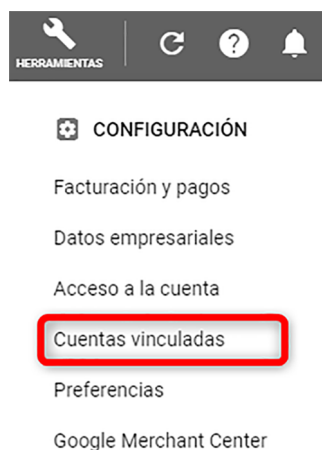 HERRAMIENTAS
CONFIGURACIÓN
Facturación y pagos
Datos empresariales
Acceso a la cuenta
Cuentas vinculadas
Preferencias
Google Merchant Center